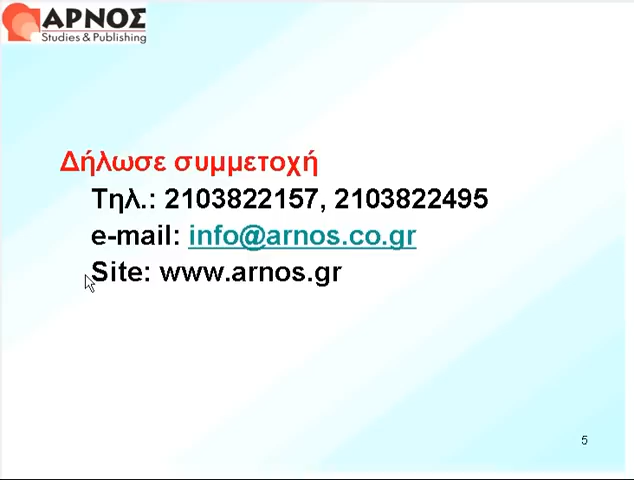 ΑΡΝΟΣ
Studies & Publishing
Δήλωσε συμμετοχή
Τηλ.: 2103822157, 2103822495
e-mail: info@arnos.co.gr
Site: www.arnos.gr
5